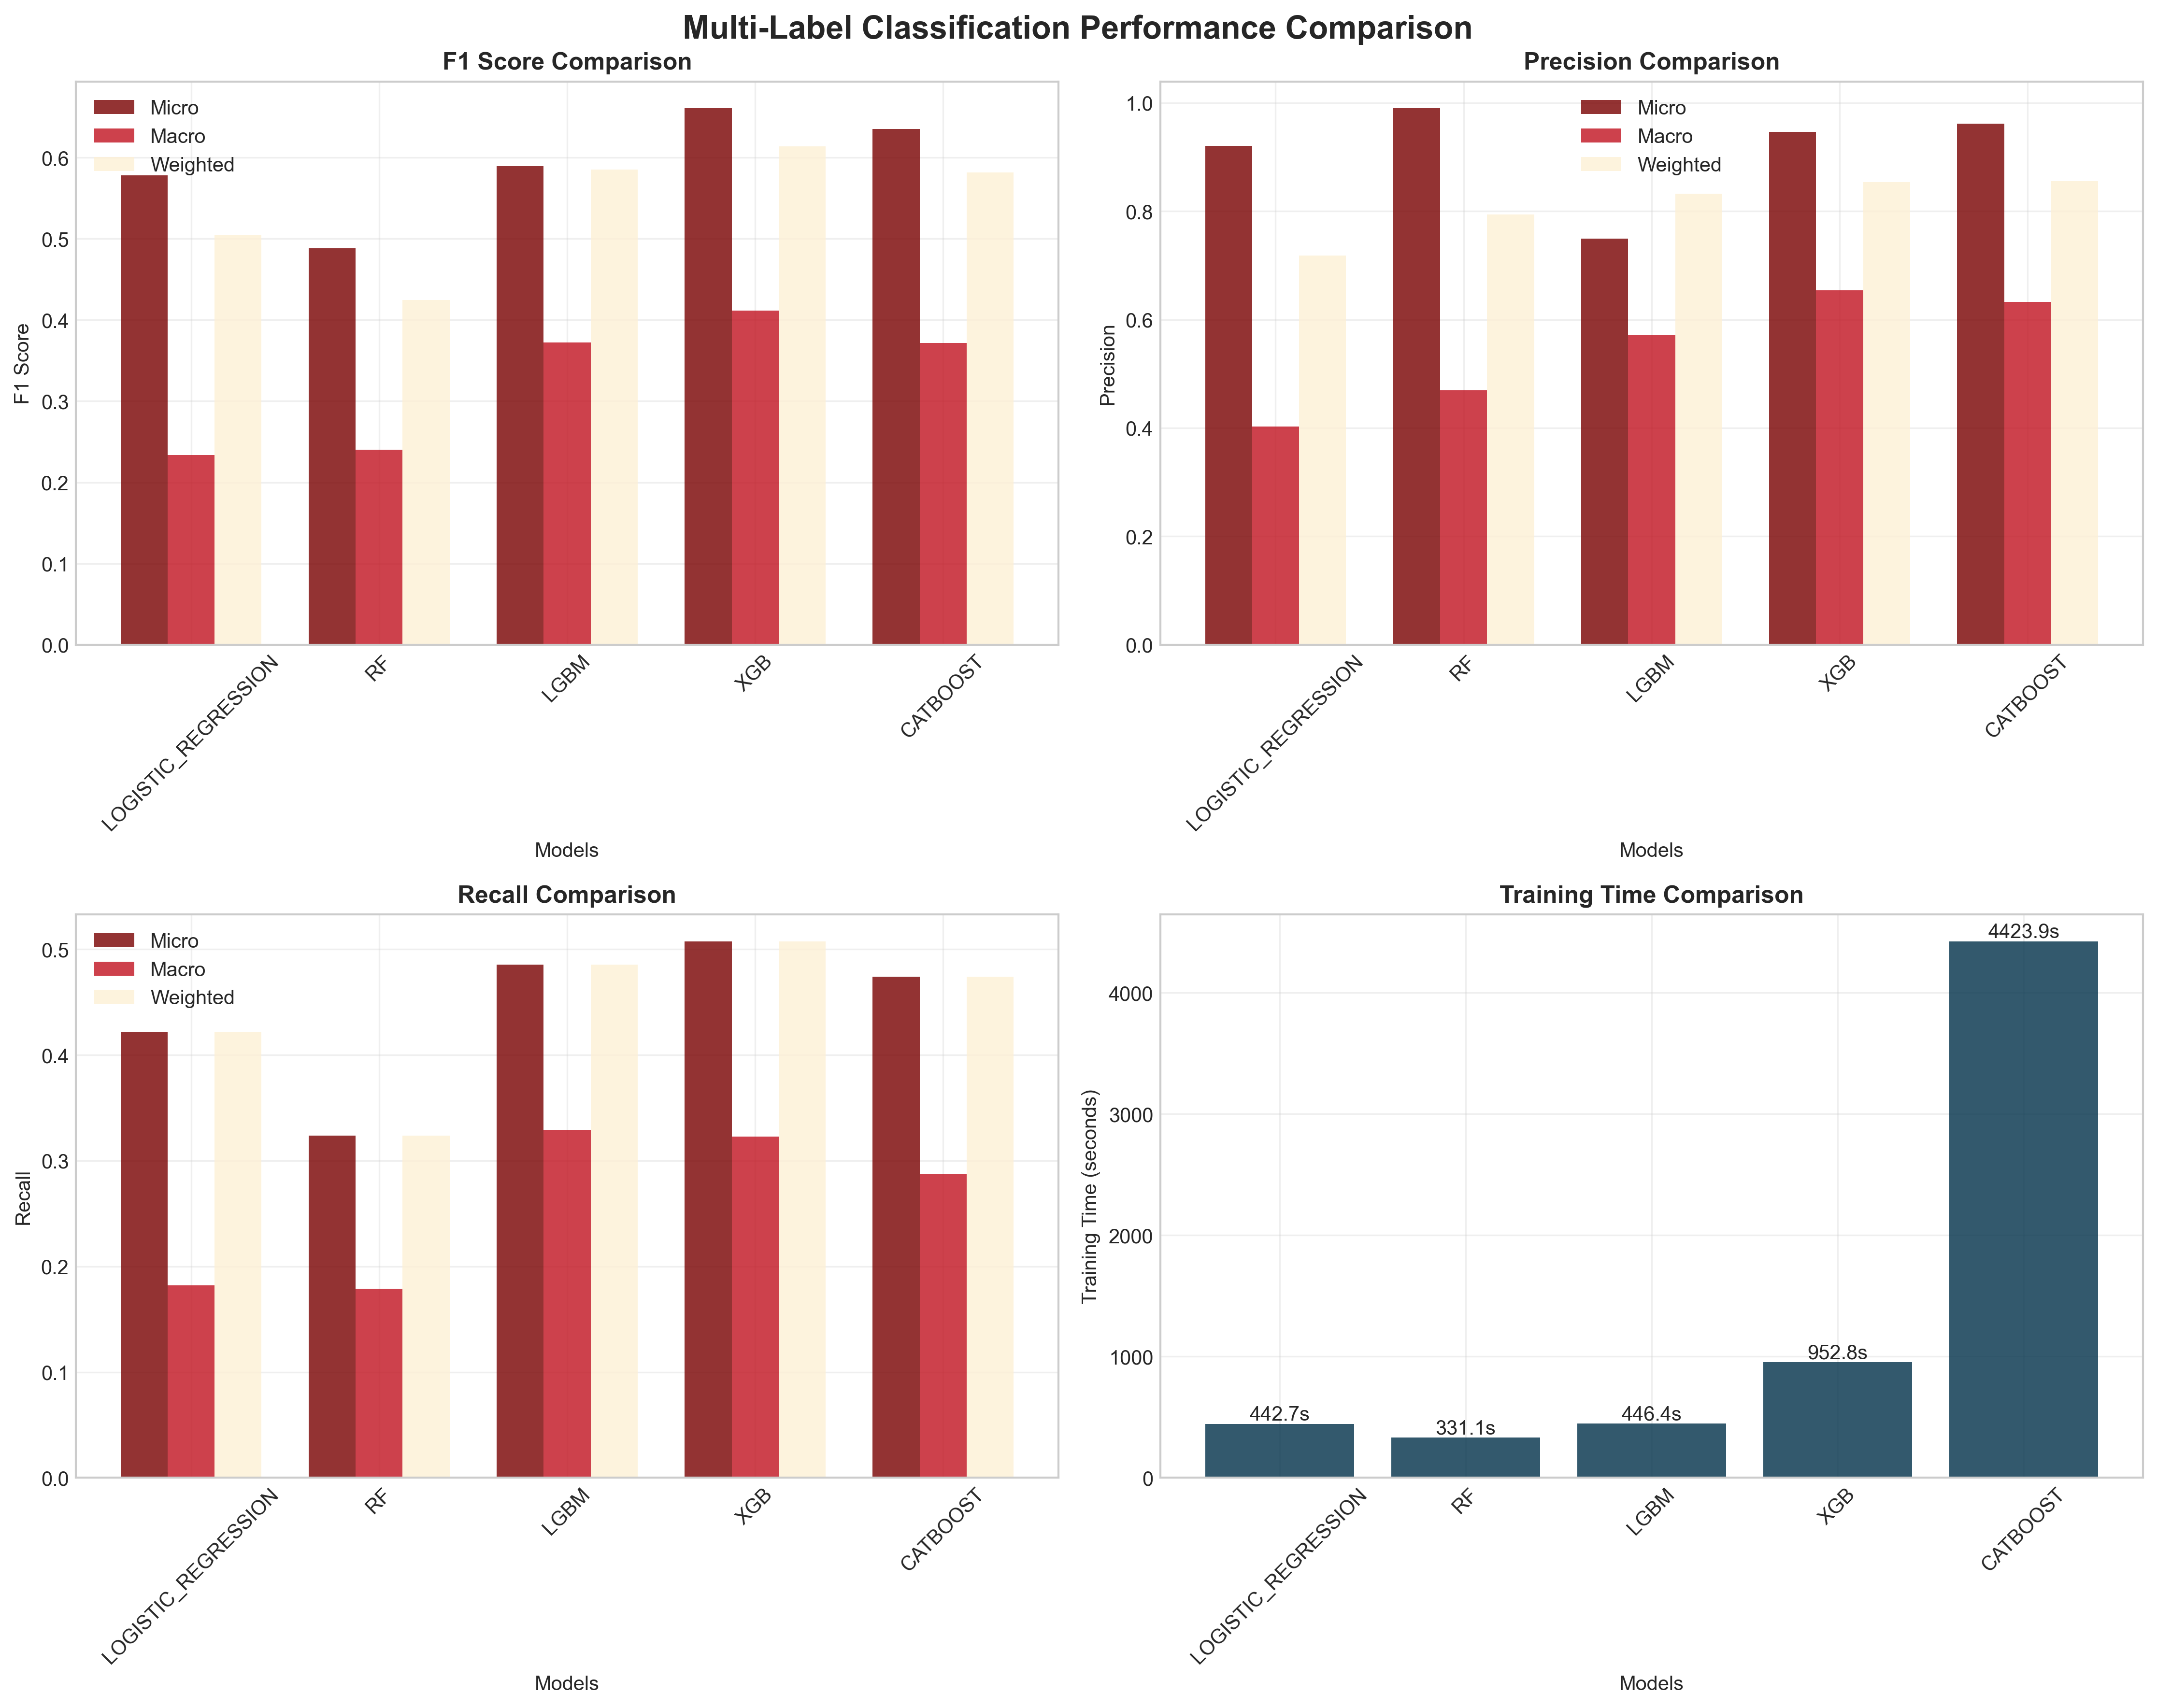 Multi-Label Classification Performance Comparison
F1 Score Comparison
Micro
Macro
Weighted
F1 Score
0.6
0.5
0.4
0.3
0.2
0.1
0.0
LOGISTIC_REGRESSION
RF
LGBM
XGB
CATBOOST
Models
Precision Comparison
Micro
Macro
Weighted
Precision
1.0
0.8
0.6
0.4
0.2
0.0
LOGISTIC_REGRESSION
RF
LGBM
XGB
CATBOOST
Models
Recall Comparison
Micro
Macro
Weighted
Recall
0.5
0.4
0.3
0.2
0.1
0.0
LOGISTIC_REGRESSION
RF
LGBM
XGB
CATBOOST
Models
Training Time Comparison
Training Time (seconds)
4000
3000
2000
1000
0
442.7s
331.1s
446.4s
952.8s
4423.9s
LOGISTIC_REGRESSION
RF
LGBM
XGB
CATBOOST
Models